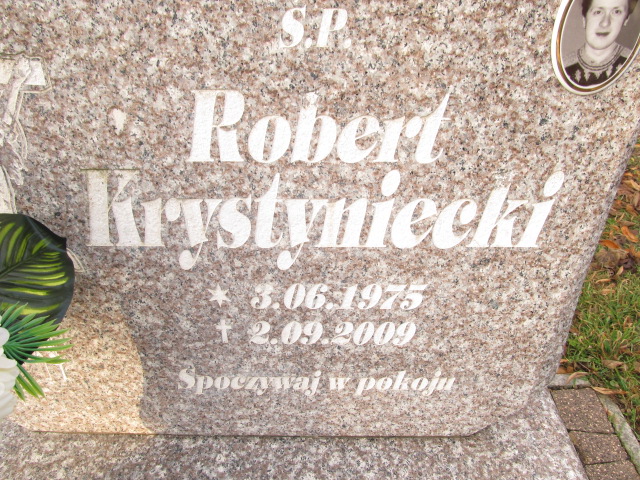 Ś.P.
Robert
Krystyniecki
✶ 3.06.1975
✝ 2.09.2009
Spoczywaj w pokoju